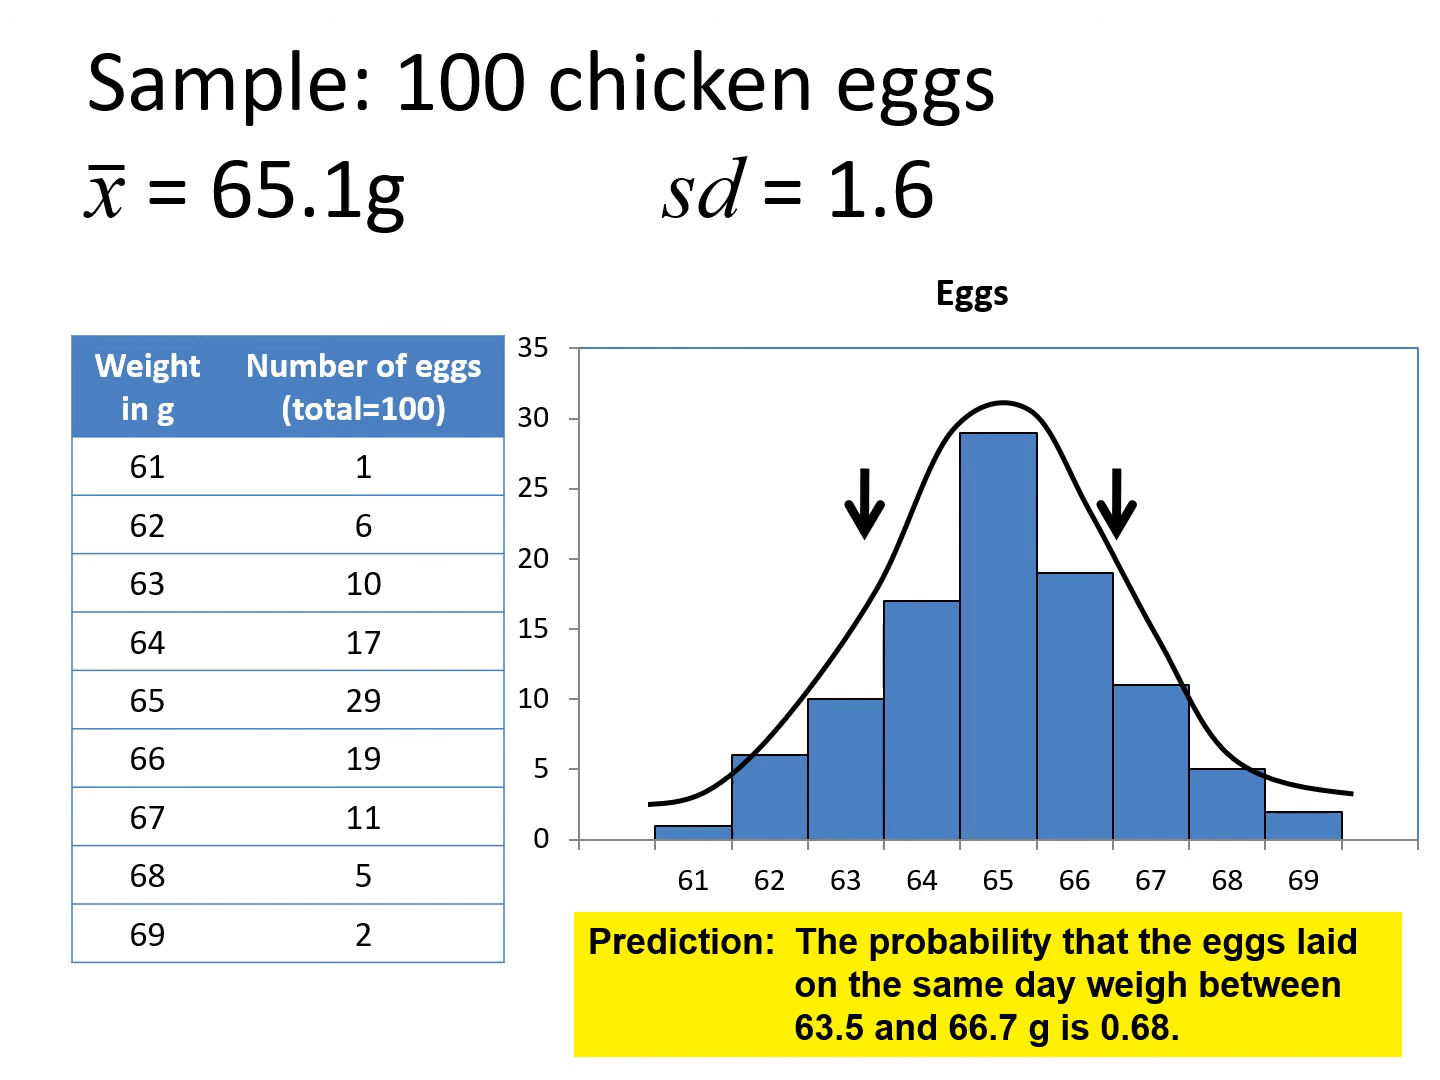 Sample: 100 chicken eggs
x̅ = 65.1g sd = 1.6
Eggs
Weight in g Number of eggs (total=100)
61 1
62 6
63 10
64 17
65 29
66 19
67 11
68 5
69 2
35
30
25
20
15
10
5
0
61 62 63 64 65 66 67 68 69
Prediction: The probability that the eggs laid
on the same day weigh between
63.5 and 66.7 g is 0.68.